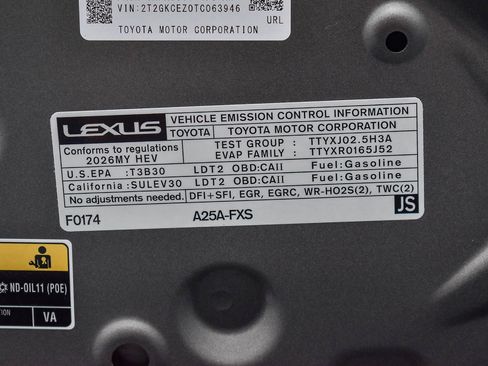 VIN:2T2GKCEZ0TC063946
URL
TOYOTA MOTOR CORPORATION
LEXUS VEHICLE EMISSION CONTROL INFORMATION
TOYOTA TOYOTA MOTOR CORPORATION
Conforms to regulations TEST GROUP : TTYXJ02.5H3A
2026MY HEV EVAP FAMILY : TTYXR0165J52
U.S.EPA :T3B30 LDT2 OBD:CAII Fuel:Gasoline
California:SULEV30 LDT2 OBD:CAII Fuel:Gasoline
No adjustments needed. DFI+SFI, EGR, EGRC, WR-HO2S(2), TWC(2)
F0174 A25A-FXS JS
ND-OIL11 (POE)
VA